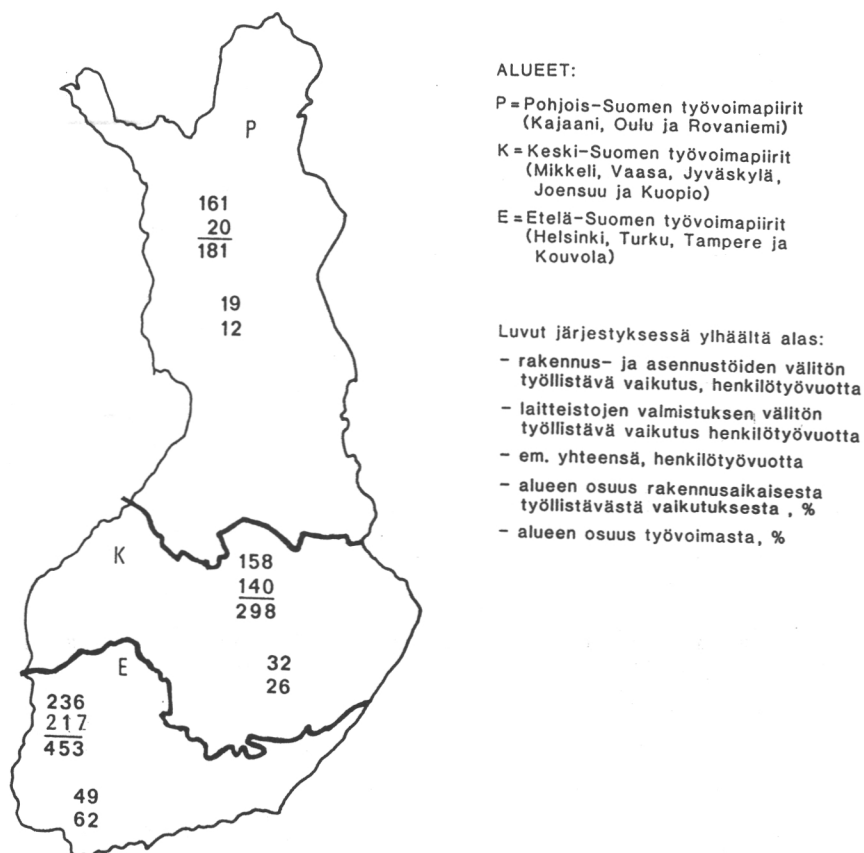 P
161
20
181
19
12
K
158
140
298
32
26
E
236
217
453
49
62
ALUEET:
P = Pohjois-Suomen työvoimapiirit
(Kajaani, Oulu ja Rovaniemi)
K = Keski-Suomen työvoimapiirit
(Mikkeli, Vaasa, Jyväskylä,
Joensuu ja Kuopio)
E = Etelä-Suomen työvoimapiirit
(Helsinki, Turku, Tampere ja
Kouvola)
Luvut järjestyksessä ylhäältä alas:
- rakennus- ja asennustöiden välitön
työllistävä vaikutus, henkilötyövuotta
- laitteistojen valmistuksen välitön
työllistävä vaikutus henkilötyövuotta
- em. yhteensä, henkilötyövuotta
- alueen osuus rakennusaikaisesta
työllistävästä vaikutuksesta , %
- alueen osuus työvoimasta, %